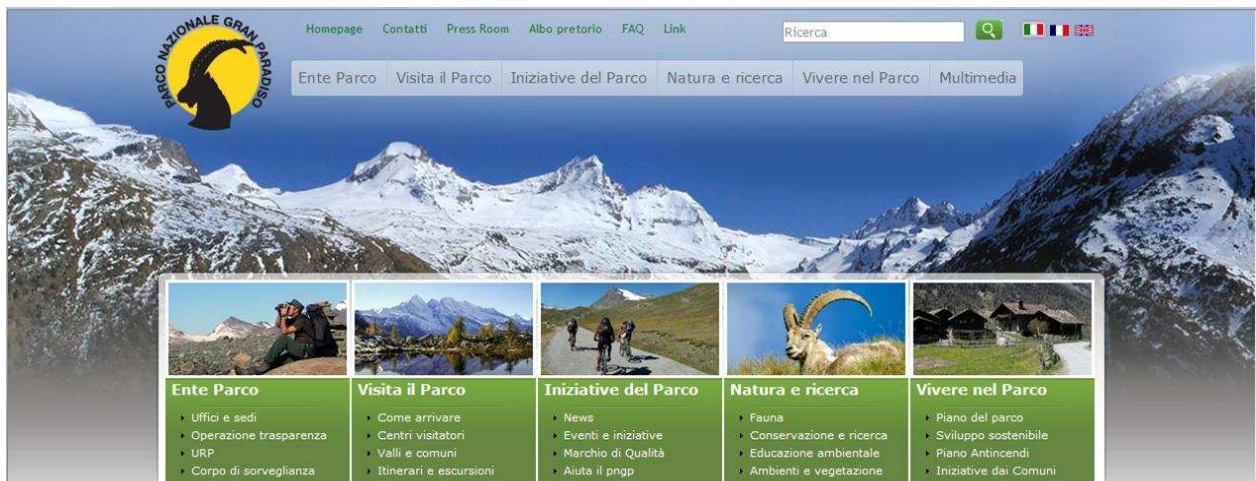 PARCO NAZIONALE GRAN PARADISO
Homepage Contatti Press Room Albo pretorio FAQ Link
Ricerca
Ente Parco Visita il Parco Iniziative del Parco Natura e ricerca Vivere nel Parco Multimedia
Ente Parco
Uffici e sedi
Operazione trasparenza
URP
Corpo di sorveglianza
Visita il Parco
Come arrivare
Centri visitatori
Valli e comuni
Itinerari e escursioni
Iniziative del Parco
News
Eventi e iniziative
Marchio di Qualità
Aiuta il pngp
Natura e ricerca
Fauna
Conservazione e ricerca
Educazione ambientale
Ambienti e vegetazione
Vivere nel Parco
Piano del parco
Sviluppo sostenibile
Piano Antincendi
Iniziative dai Comuni